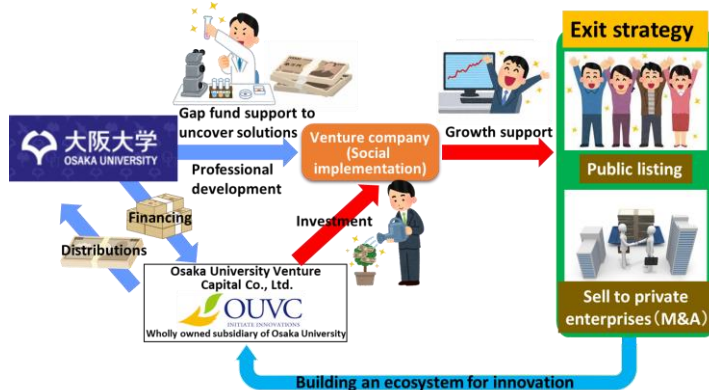 Exit strategy
Gap fund support to
uncover solutions
大阪大学
OSAKA UNIVERSITY
Professional
development
Venture company
(Social
implementation)
Growth support
Public listing
Financing
Distributions
Investment
Osaka University Venture
Capital Co., Ltd.
OUVC
INITIATE INNOVATIONS
Wholly owned subsidiary of Osaka University
Sell to private
enterprises(M&A)
Building an ecosystem for innovation